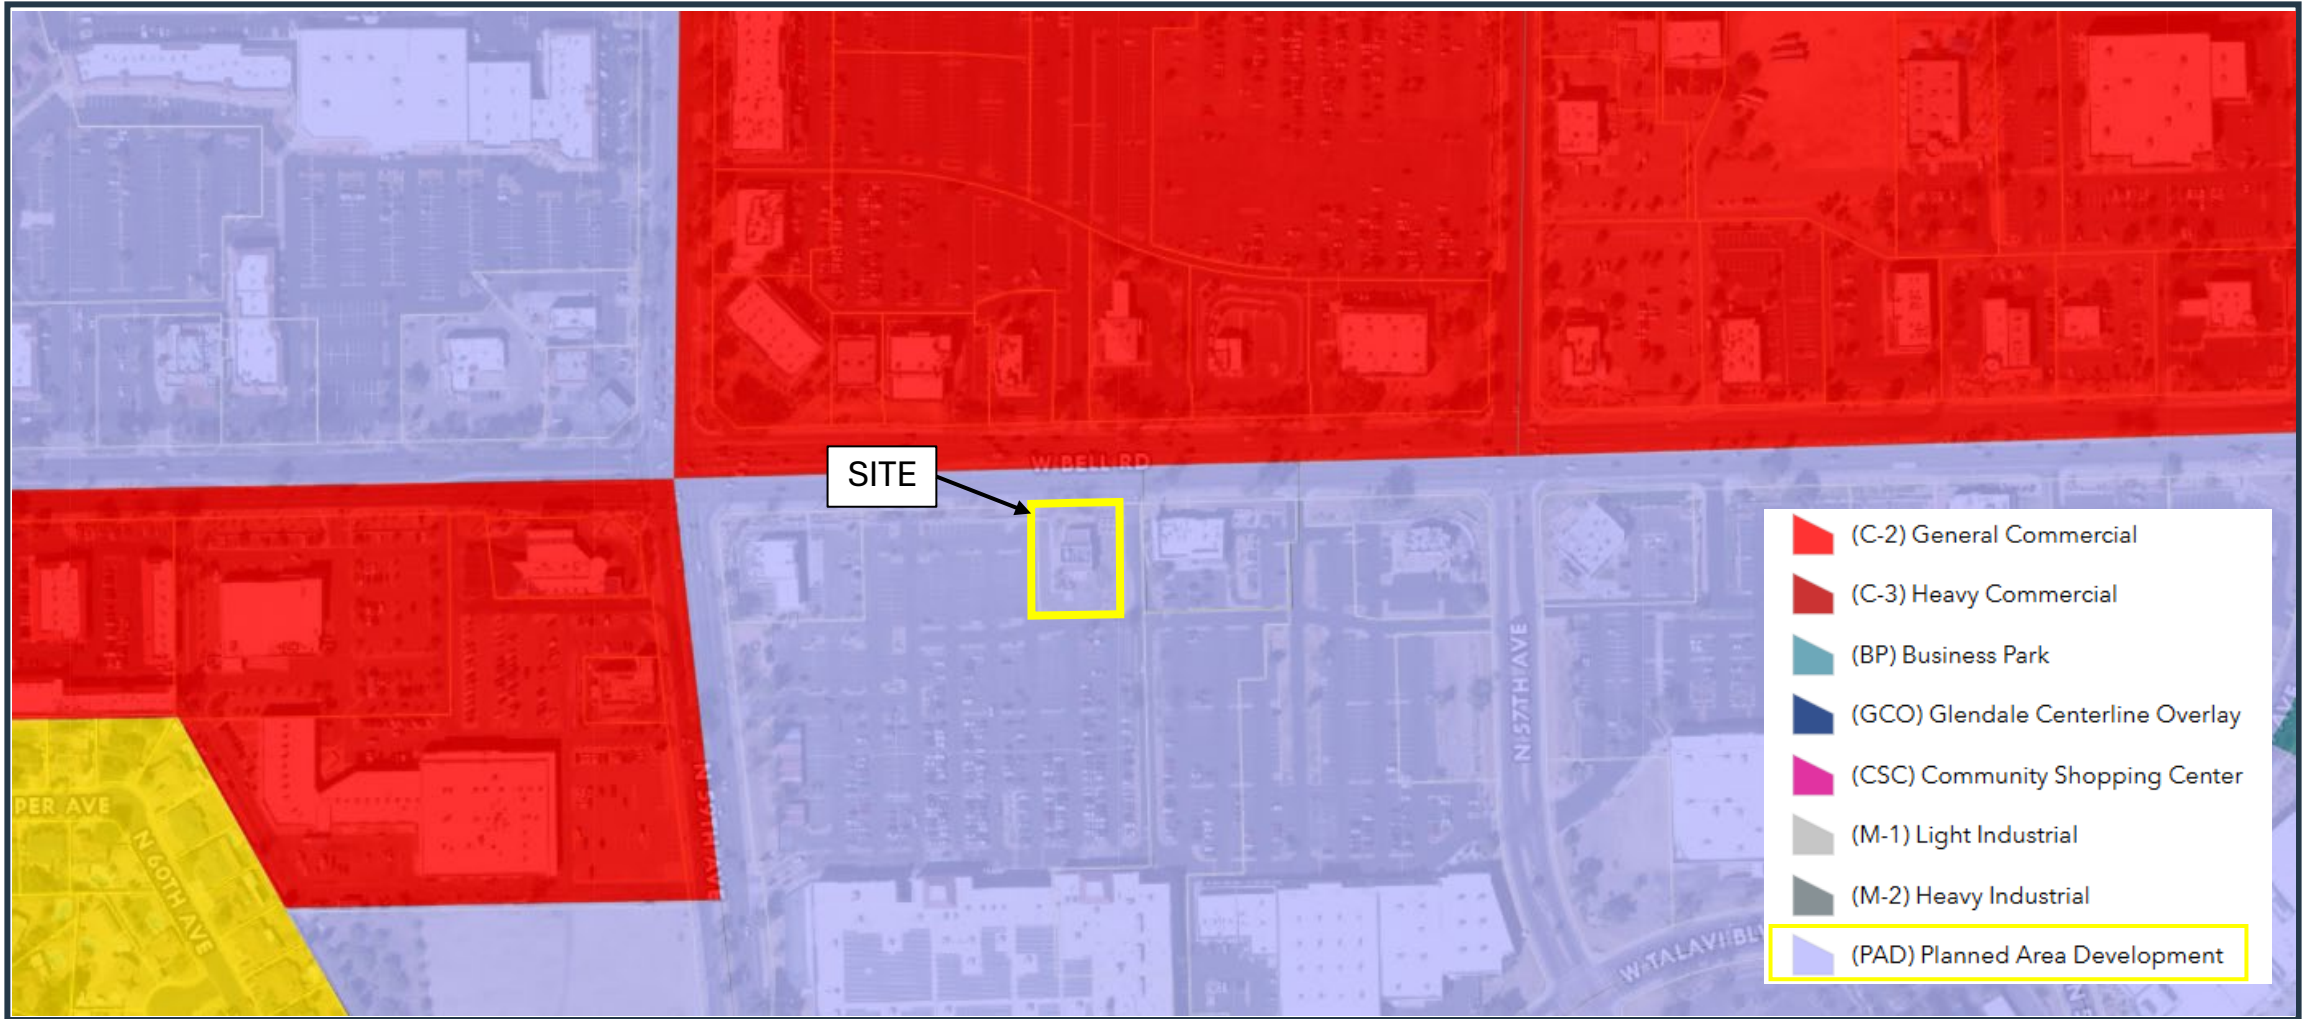 W BELL RD
SITE
(C-2) General Commercial
(C-3) Heavy Commercial
(BP) Business Park
(GCO) Glendale Centerline Overlay
(CSC) Community Shopping Center
(M-1) Light Industrial
(M-2) Heavy Industrial
(PAD) Planned Area Development
N 57TH AVE
AVE
N 59TH AVE
PER AVE
N 60TH AVE
W TALAVI BL